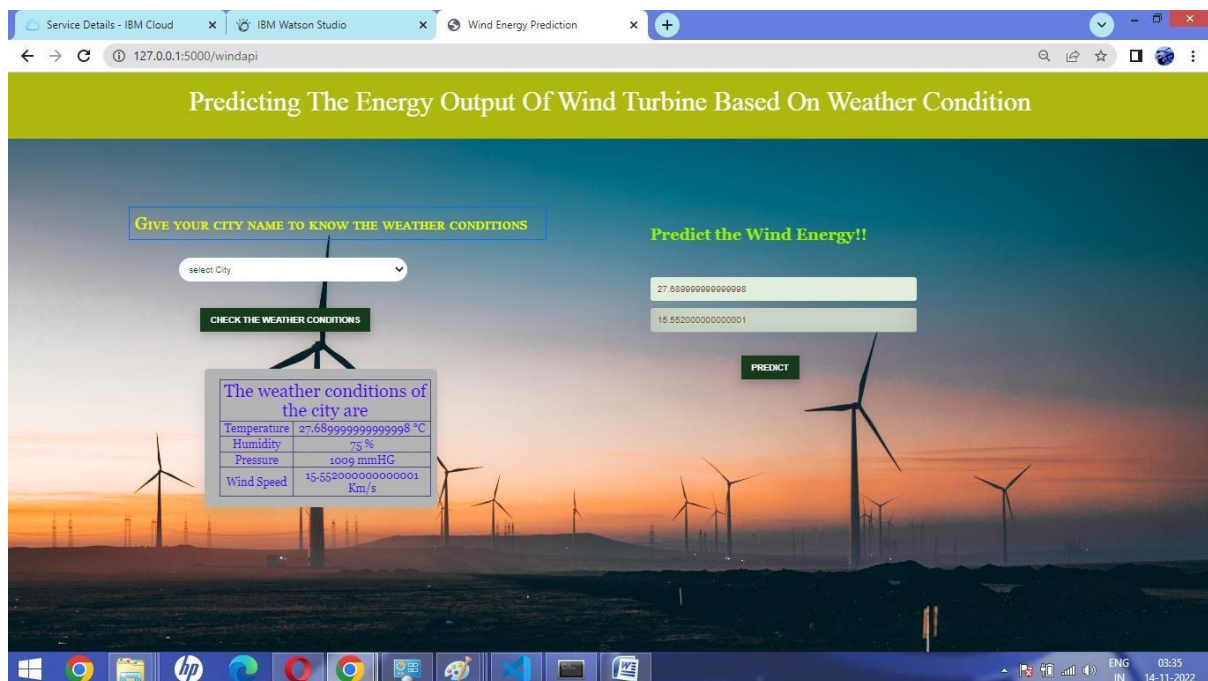 Service Details - IBM Cloud
IBM Watson Studio
Wind Energy Prediction
127.0.0.1:5000/windapi
Predicting The Energy Output Of Wind Turbine Based On Weather Condition
Give your city name to know the weather conditions
select City
CHECK THE WEATHER CONDITIONS
The weather conditions of
the city are
Temperature 27.689999999999998 °C
Humidity 75 %
Pressure 1009 mmHG
Wind Speed 15.552000000000001
Km/s
Predict the Wind Energy!!
27.689999999999998
15.552000000000001
PREDICT
hp
ENG
IN
03:35
14-11-2022